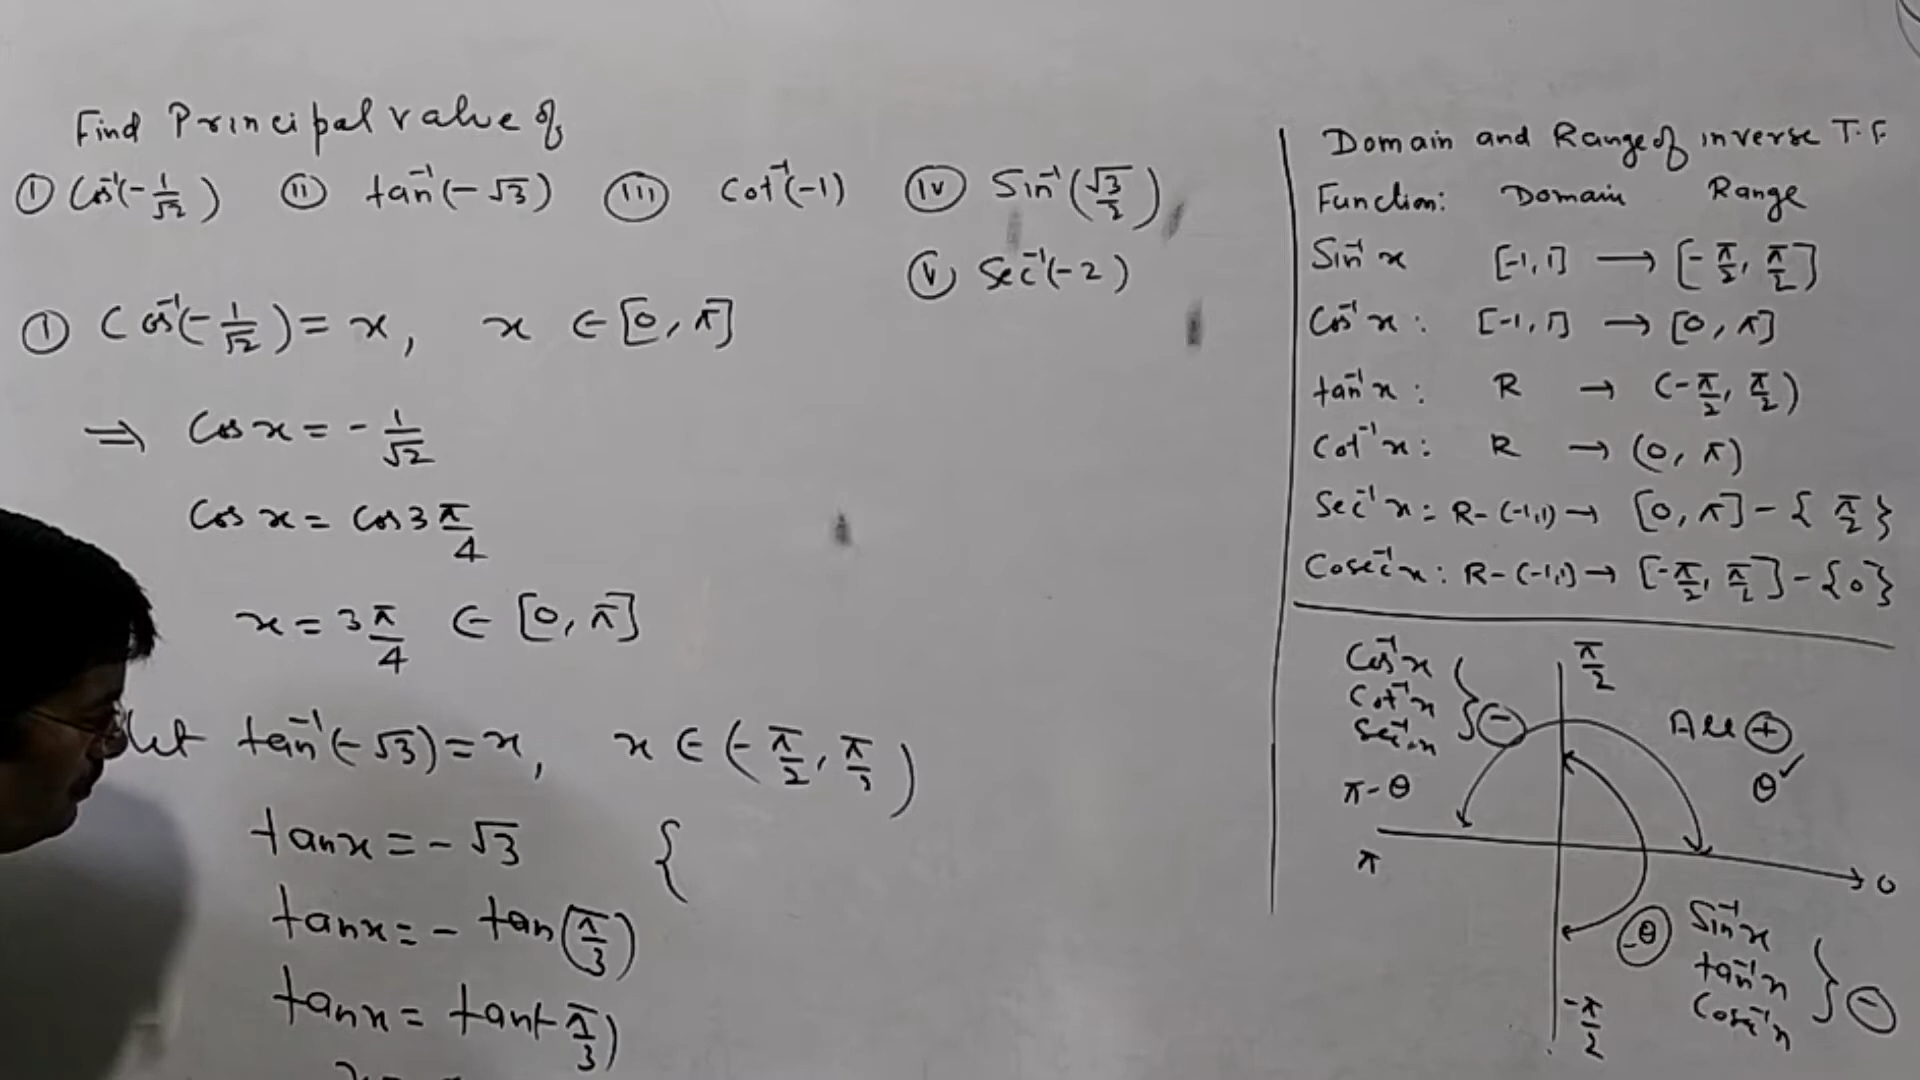 Find Principal value of
(i) Cos⁻¹(-1/√2) (ii) tan⁻¹(-√3) (iii) Cot⁻¹(-1) (iv) Sin⁻¹(√3/2)
(v) Sec⁻¹(-2)
(i) Cos⁻¹(-1/√2) = x, x ∈ [0, π]
⇒ Cos x = -1/√2
Cos x = Cos 3π/4
x = 3π/4 ∈ [0, π]
Let tan⁻¹(-√3) = x, x ∈ (-π/2, π/2)
tan x = -√3 {
tan x = - tan(π/3)
tan x = tan(-π/3)
Domain and Range of inverse T.F.
Function: Domain Range
Sin⁻¹x [-1,1] → [-π/2, π/2]
Cos⁻¹x: [-1,1] → [0, π]
tan⁻¹x: R → (-π/2, π/2)
Cot⁻¹x: R → (0, π)
Sec⁻¹x = R-(-1,1) → [0, π] - {π/2}
Cosec⁻¹x: R-(-1,1) → [-π/2, π/2] - {0}
π/2
Cos⁻¹x
Cot⁻¹x
Sec⁻¹x } (-)
All (+)
π-θ
θ ✓
π
0
-θ
Sin⁻¹x
tan⁻¹x
Cosec⁻¹x } (-)
-π/2